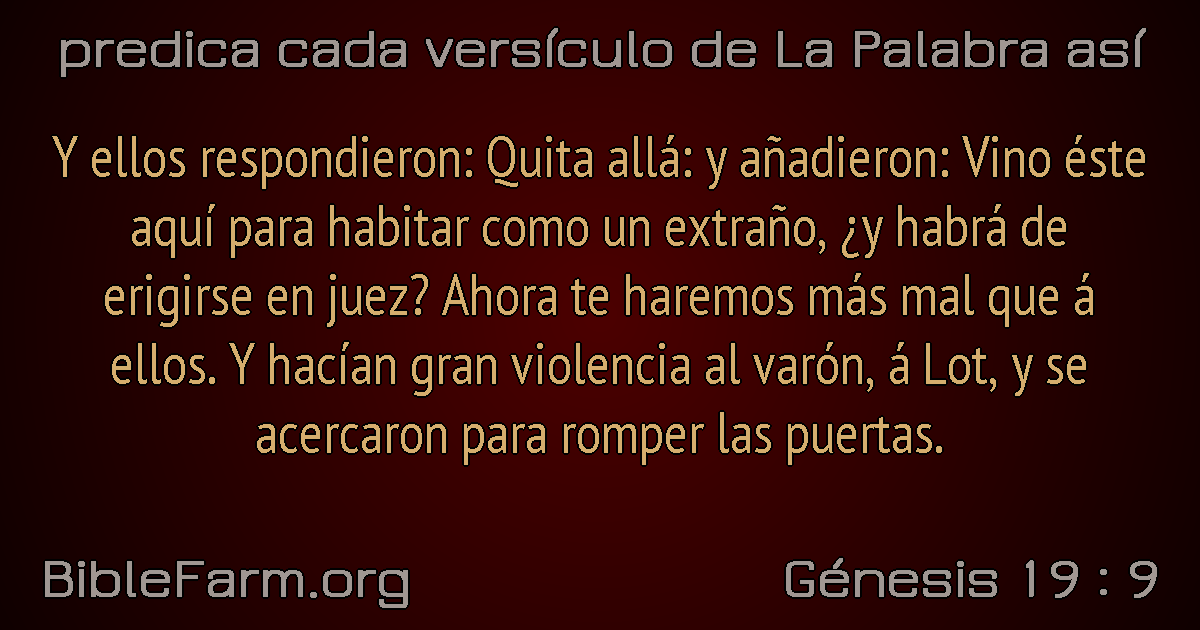 predica cada versículo de La Palabra así
Y ellos respondieron: Quita allá: y añadieron: Vino éste
aquí para habitar como un extraño, ¿y habrá de
erigirse en juez? Ahora te haremos más mal que á
ellos. Y hacían gran violencia al varón, á Lot, y se
acercaron para romper las puertas.
BibleFarm.org
Génesis 19 : 9